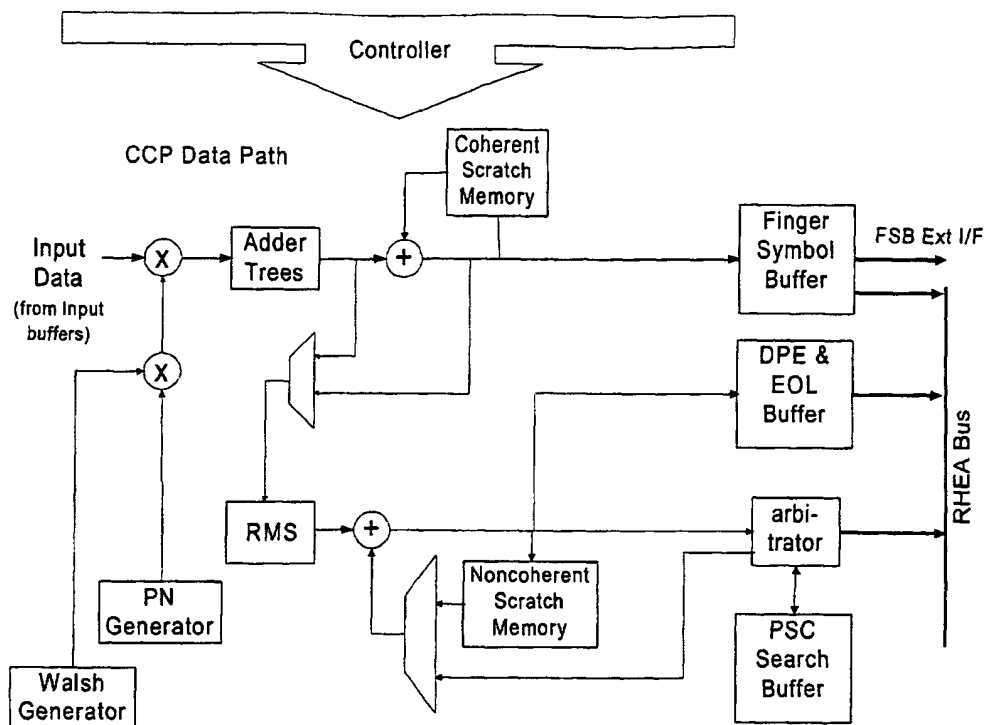 Controller
CCP Data Path
Coherent
Scratch
Memory
Input
Data
(from Input
buffers)
X
Adder
Trees
+
Finger
Symbol
Buffer
FSB Ext I/F
X
DPE &
EOL
Buffer
RHEA Bus
RMS
+
arbi-
trator
PN
Generator
Noncoherent
Scratch
Memory
PSC
Search
Buffer
Walsh
Generator